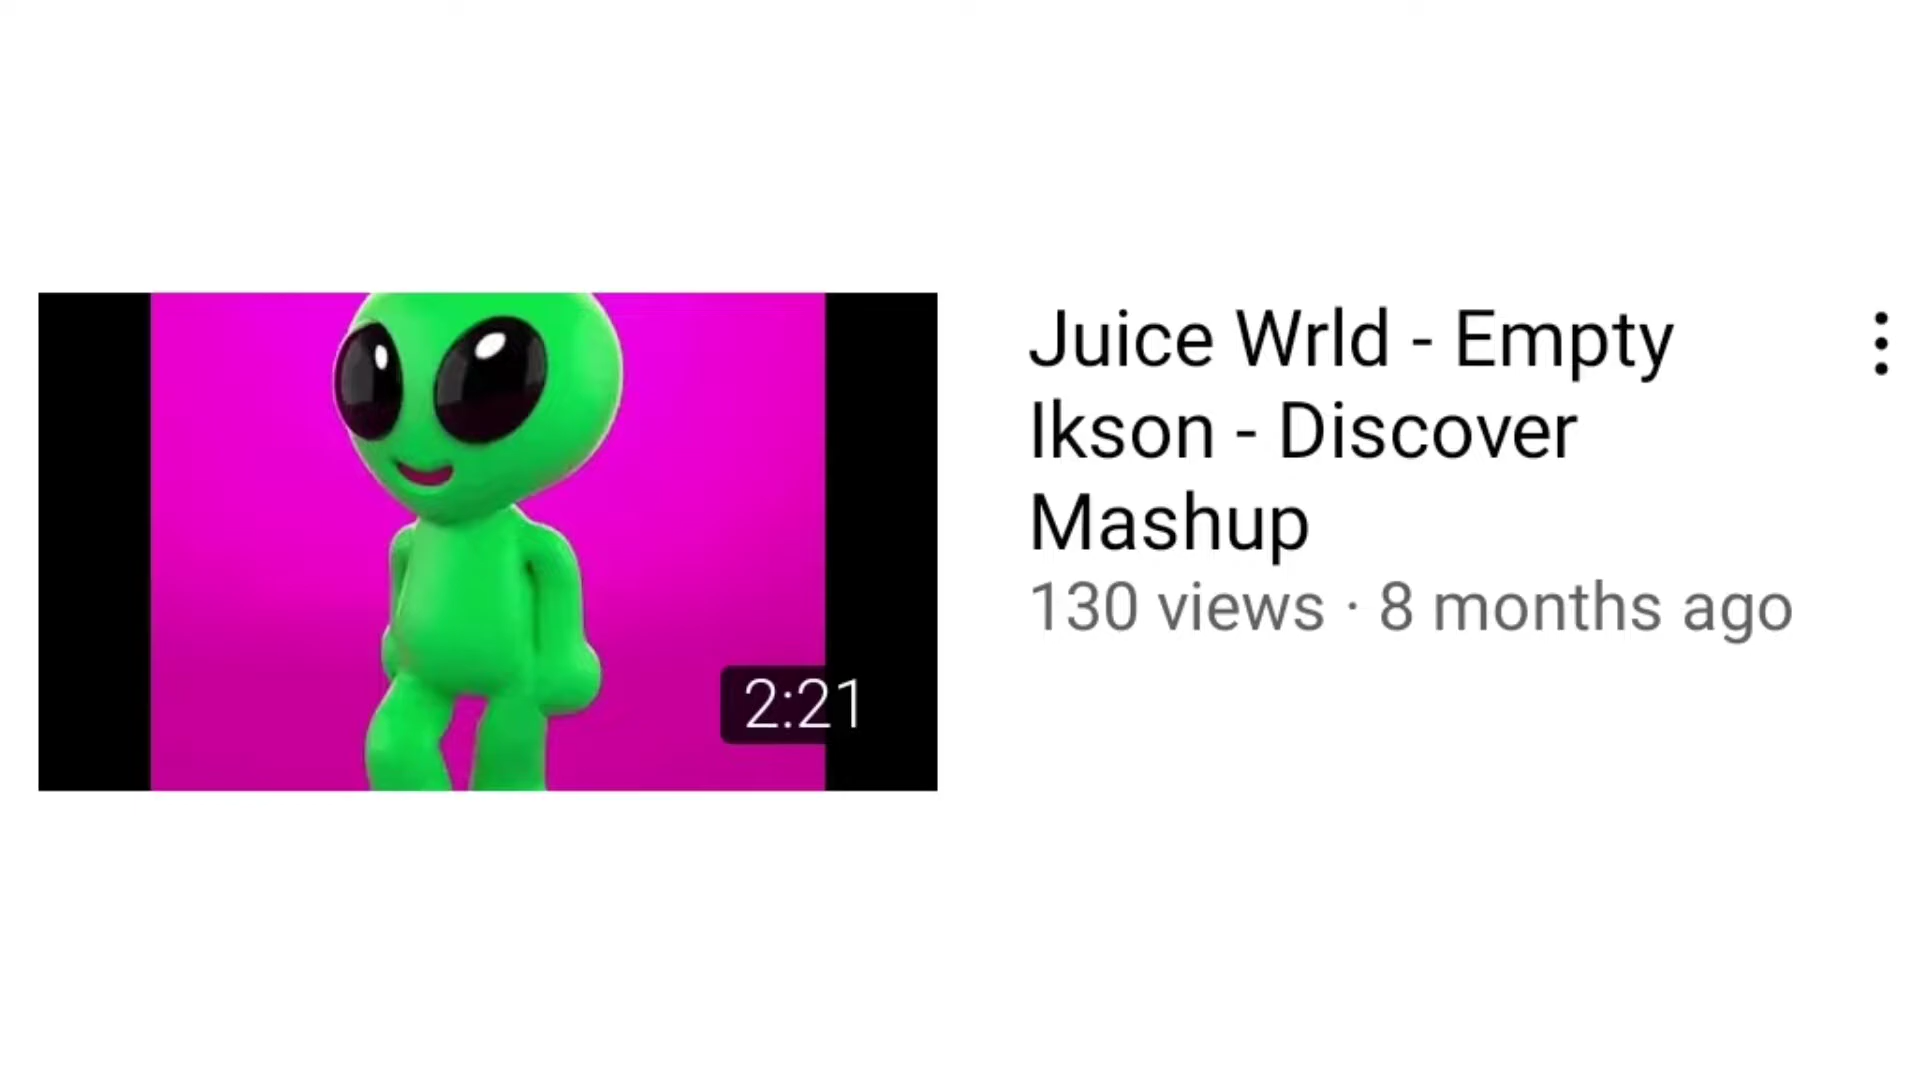 2:21
Juice Wrld - Empty
Ikson - Discover
Mashup
130 views · 8 months ago